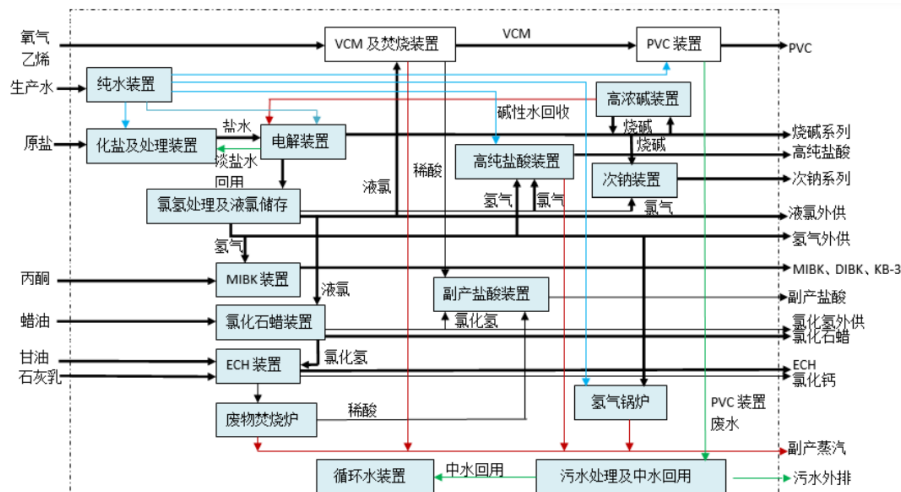 氧气
乙烯
VCM 及焚烧装置
VCM
PVC 装置
PVC
生产水
纯水装置
碱性水回收
高浓碱装置
原盐
化盐及处理装置
盐水
淡盐水
回用
电解装置
烧碱
烧碱
烧碱系列
液氯
稀酸
高纯盐酸装置
高纯盐酸
次钠装置
次钠系列
氯氢处理及液氯储存
氢气
氯气
氯气
液氯外供
氢气
氢气外供
丙酮
MIBK 装置
MIBK、DIBK、KB-3
液氯
副产盐酸装置
副产盐酸
蜡油
氯化石蜡装置
氯化氢
氯化氢外供
氯化石蜡
甘油
石灰乳
ECH 装置
氯化氢
ECH
氯化钙
废物焚烧炉
稀酸
氢气锅炉
PVC 装置
废水
副产蒸汽
循环水装置
中水回用
污水处理及中水回用
污水外排